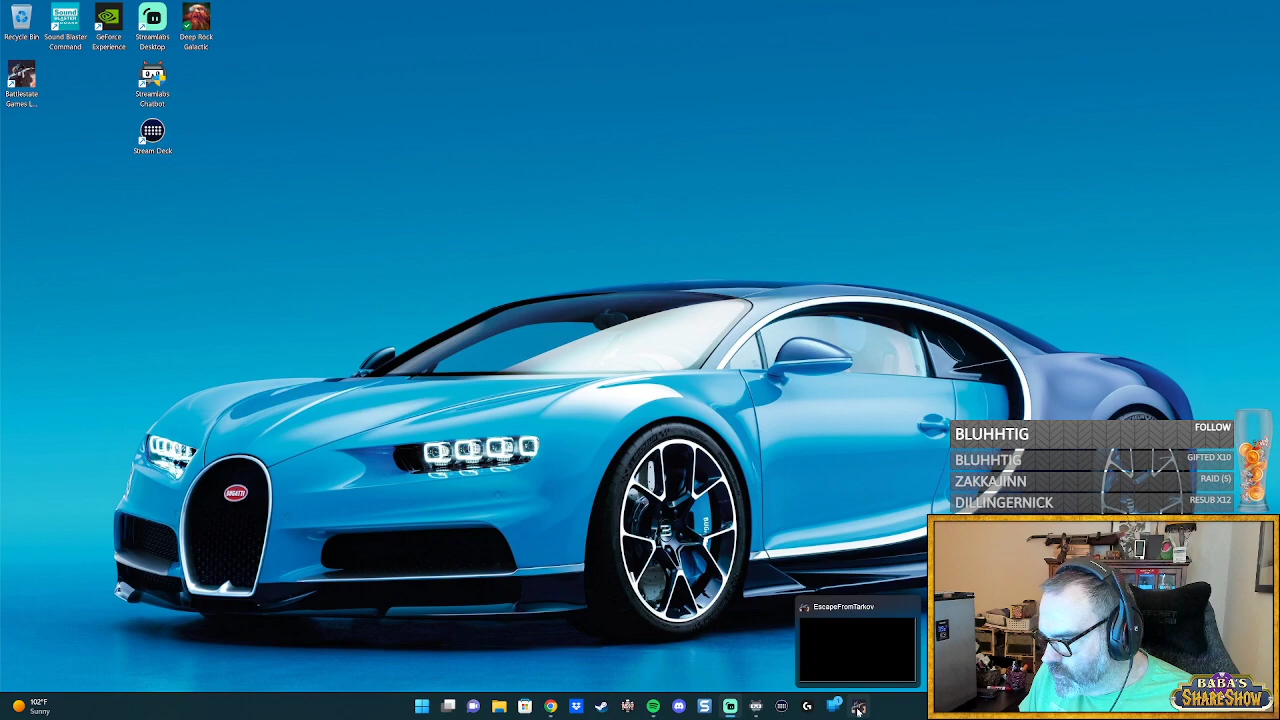 Recycle Bin
Sound Blaster
Command
GeForce
Experience
Streamlabs
Desktop
Deep Rock
Galactic
Battlestate
Games L...
Streamlabs
Chatbot
Stream Deck
BUGATTI
BLUHHTIG FOLLOW
BLUHHTIG GIFTED X10
ZAKKAJINN RAID (5)
DILLINGERNICK RESUB X12
EscapeFromTarkov
102°F
Sunny
BABA'S
SHARESHOW